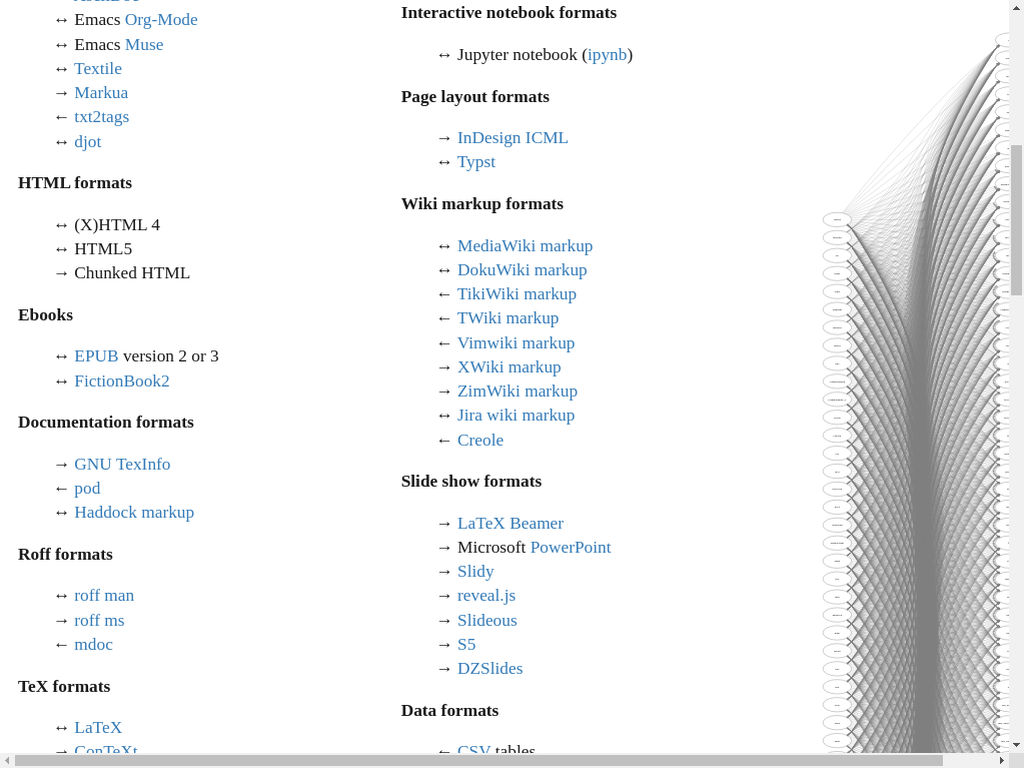 ↔ Emacs Org-Mode
↔ Emacs Muse
↔ Textile
→ Markua
← txt2tags
↔ djot
HTML formats
↔ (X)HTML 4
↔ HTML5
→ Chunked HTML
Ebooks
↔ EPUB version 2 or 3
↔ FictionBook2
Documentation formats
→ GNU TexInfo
← pod
↔ Haddock markup
Roff formats
↔ roff man
→ roff ms
← mdoc
TeX formats
↔ LaTeX
→ ConTeXt
Interactive notebook formats
↔ Jupyter notebook (ipynb)
Page layout formats
→ InDesign ICML
↔ Typst
Wiki markup formats
↔ MediaWiki markup
↔ DokuWiki markup
← TikiWiki markup
← TWiki markup
← Vimwiki markup
→ XWiki markup
→ ZimWiki markup
↔ Jira wiki markup
← Creole
Slide show formats
→ LaTeX Beamer
→ Microsoft PowerPoint
→ Slidy
→ reveal.js
→ Slideous
→ S5
→ DZSlides
Data formats
← CSV tables